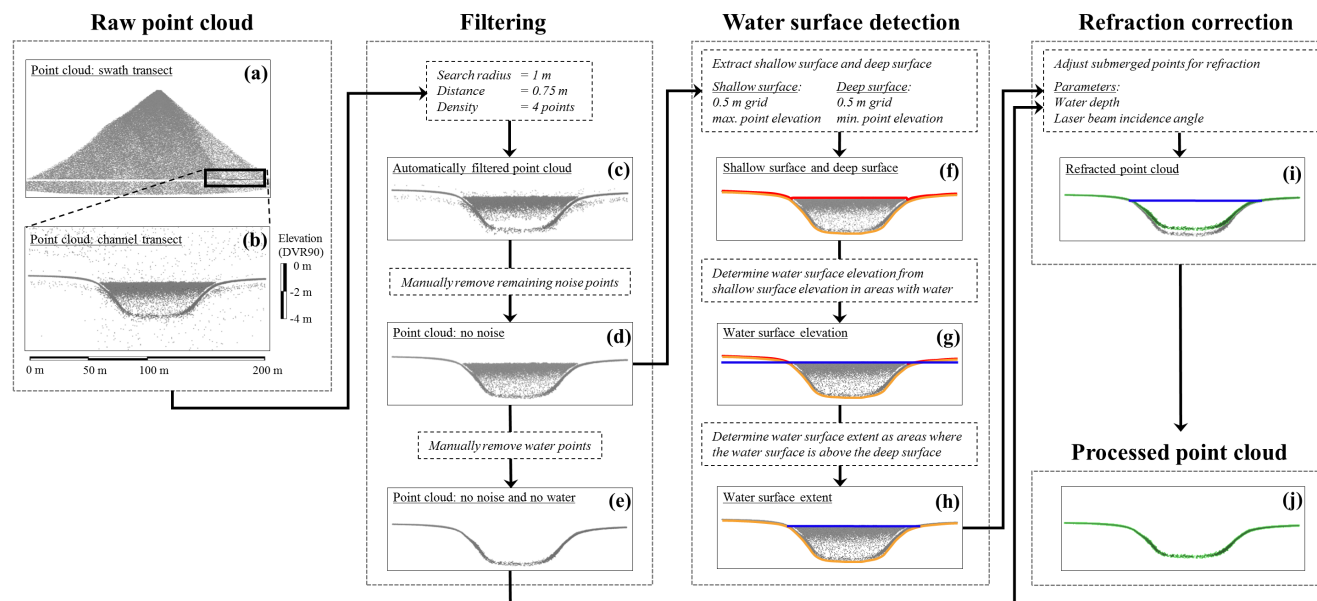 Raw point cloud
Point cloud: swath transect
(a)
Point cloud: channel transect
(b)
Elevation
(DVR90)
0 m
-2 m
-4 m
0 m
50 m
100 m
200 m
Filtering
Search radius = 1 m
Distance = 0.75 m
Density = 4 points
Automatically filtered point cloud
(c)
Manually remove remaining noise points
Point cloud: no noise
(d)
Manually remove water points
Point cloud: no noise and no water
(e)
Water surface detection
Extract shallow surface and deep surface
Shallow surface:
0.5 m grid
max. point elevation
Deep surface:
0.5 m grid
min. point elevation
Shallow surface and deep surface
(f)
Determine water surface elevation from
shallow surface elevation in areas with water
Water surface elevation
(g)
Determine water surface extent as areas where
the water surface is above the deep surface
Water surface extent
(h)
Refraction correction
Adjust submerged points for refraction
Parameters:
Water depth
Laser beam incidence angle
Refracted point cloud
(i)
Processed point cloud
(j)